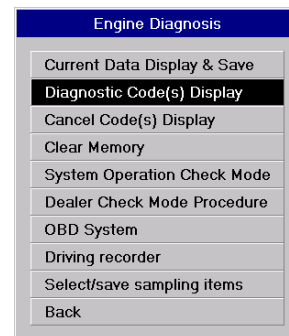 Engine Diagnosis
Current Data Display & Save
Diagnostic Code(s) Display
Cancel Code(s) Display
Clear Memory
System Operation Check Mode
Dealer Check Mode Procedure
OBD System
Driving recorder
Select/save sampling items
Back